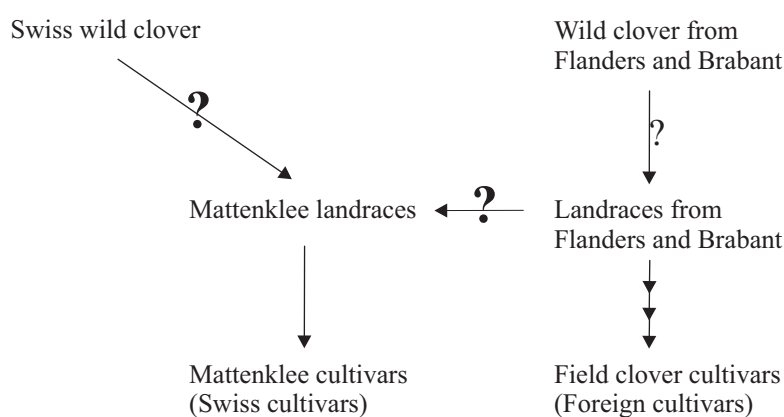 Swiss wild clover
Wild clover from
Flanders and Brabant
?
?
Mattenklee landraces
?
Landraces from
Flanders and Brabant
Mattenklee cultivars
(Swiss cultivars)
Field clover cultivars
(Foreign cultivars)